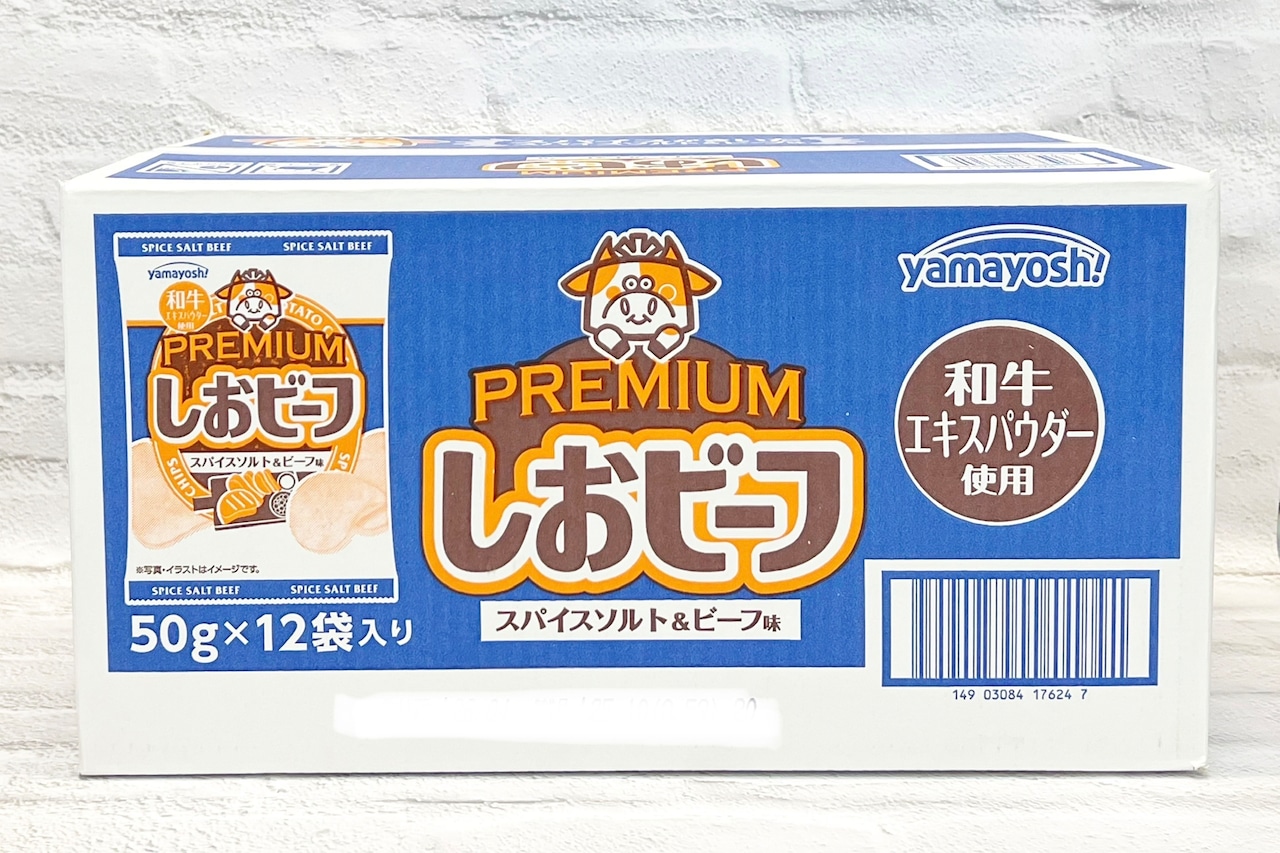 SPICE SALT BEEF SPICE SALT BEEF
yamayosh!
和牛
エキスパウダー
使用
PREMIUM
しおビーフ
スパイスソルト&ビーフ味
CHIPS
※写真・イラストはイメージです。
SPICE SALT BEEF SPICE SALT BEEF
50g×12袋入り
PREMIUM
しおビーフ
スパイスソルト&ビーフ味
yamayosh!
和牛
エキスパウダー
使用
149 03084 17624 7